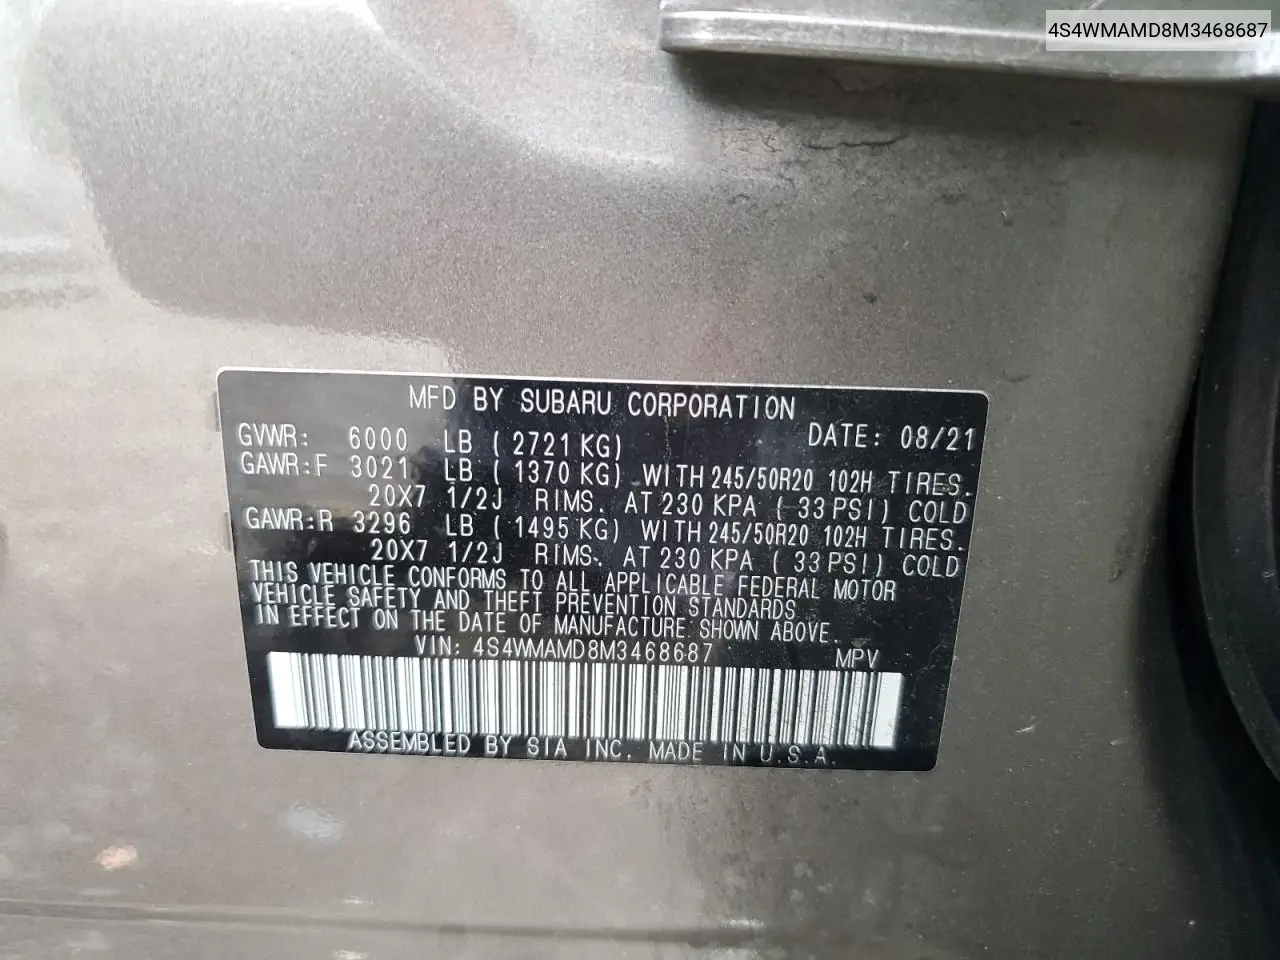 4S4WMAMD8M3468687
MFD BY SUBARU CORPORATION
GVWR: 6000 LB (2721KG) DATE: 08/21
GAWR:F 3021 LB (1370 KG) WITH 245/50R20 102H TIRES.
20X7 1/2J RIMS. AT 230 KPA (33 PSI) COLD
GAWR:R 3296 LB (1495 KG) WITH 245/50R20 102H TIRES.
20X7 1/2J RIMS. AT 230 KPA (33 PSI) COLD
THIS VEHICLE CONFORMS TO ALL APPLICABLE FEDERAL MOTOR
VEHICLE SAFETY AND THEFT PREVENTION STANDARDS
IN EFFECT ON THE DATE OF MANUFACTURE SHOWN ABOVE.
VIN: 4S4WMAMD8M3468687 MPV
ASSEMBLED BY SIA INC. MADE IN U.S.A.